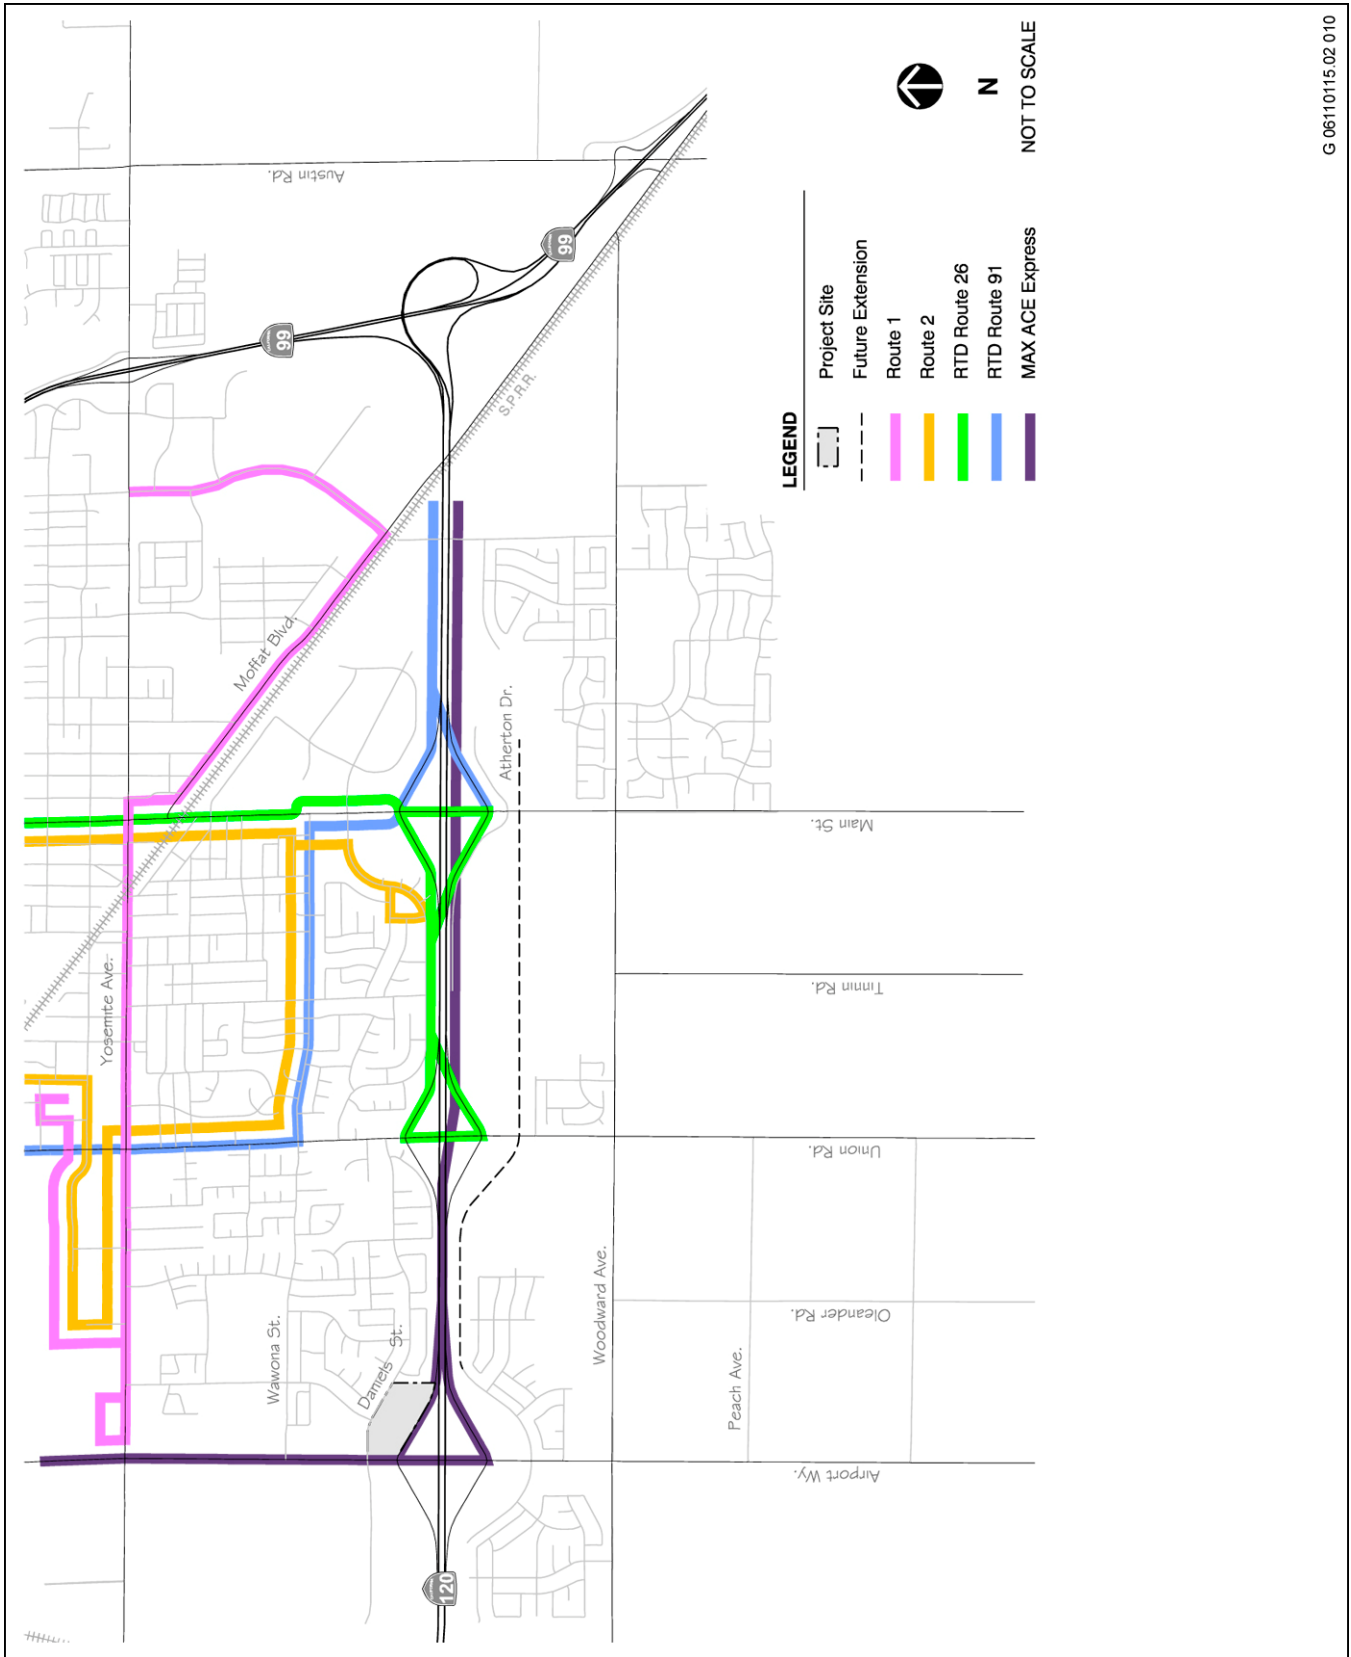 Austin Rd.
99
99
S.P.R.R.
Moffat Blvd.
Atherton Dr.
Main St.
Tinnin Rd.
Yosemite Ave.
Union Rd.
Oleander Rd.
Woodward Ave.
Wawona St.
Daniels St.
Peach Ave.
Airport Wy.
120
N
NOT TO SCALE
LEGEND
Project Site
Future Extension
Route 1
Route 2
RTD Route 26
RTD Route 91
MAX ACE Express
G 06110115.02 010